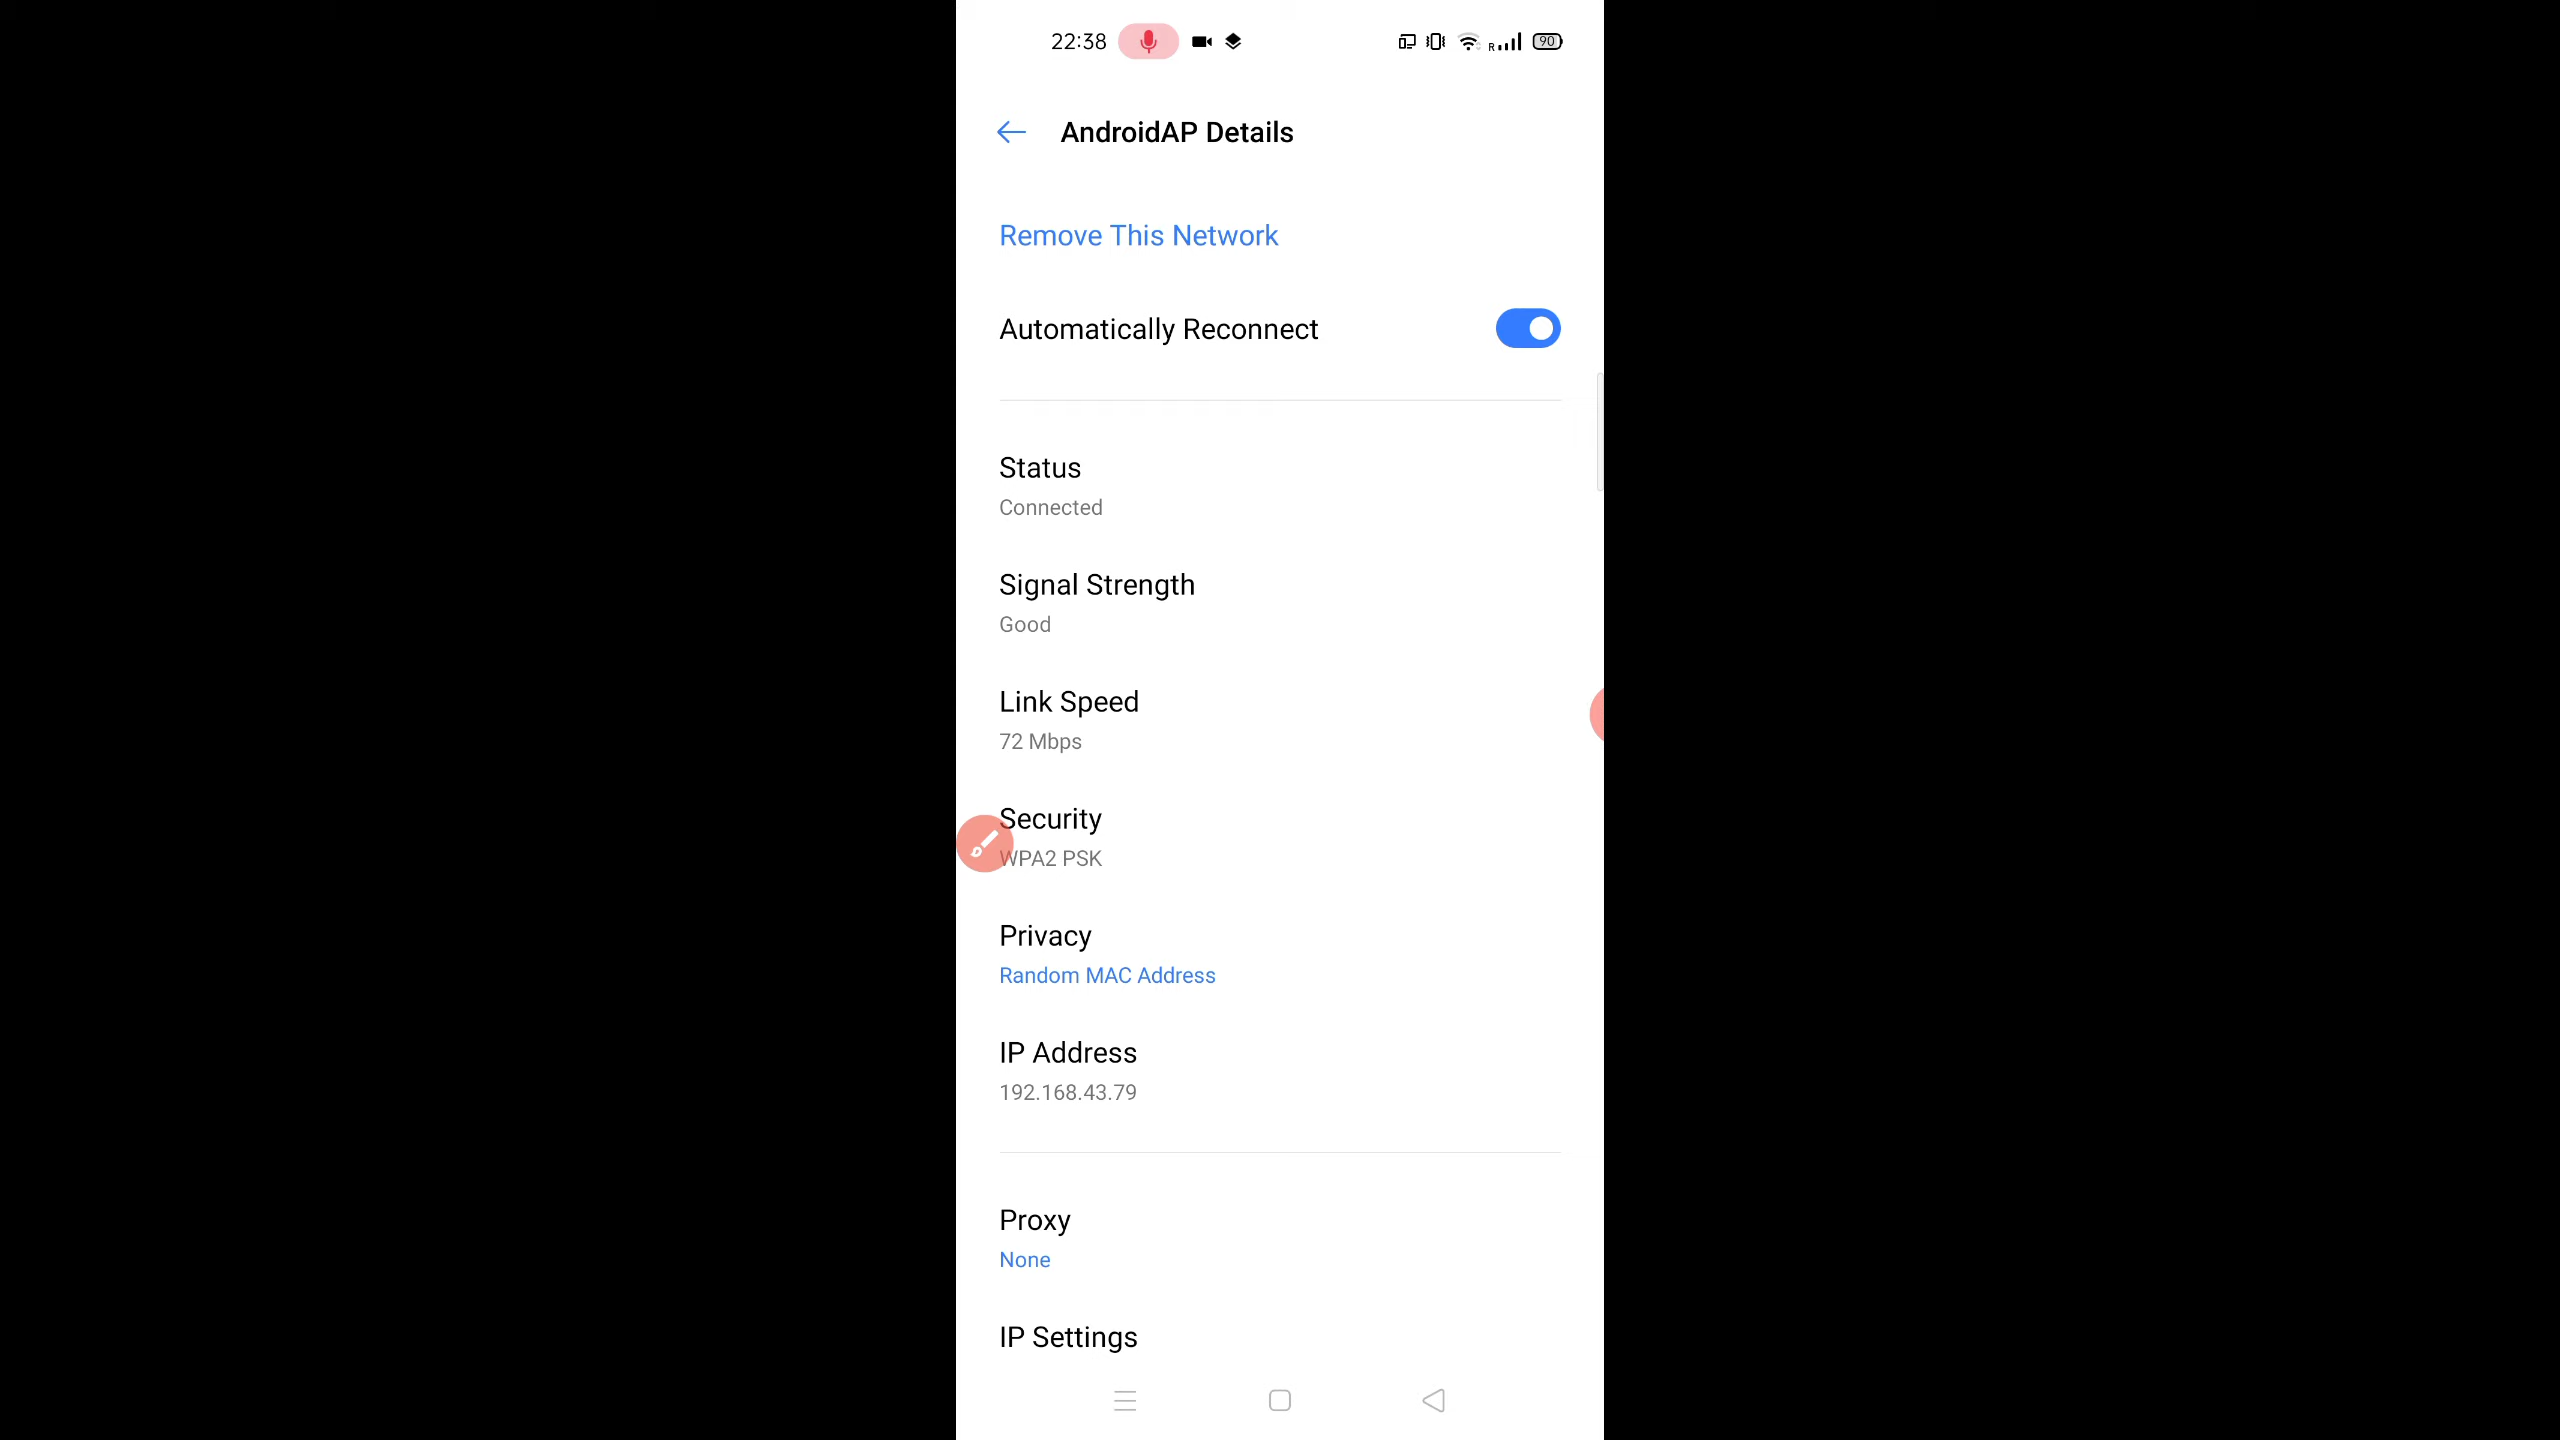 22:38
R
90
AndroidAP Details
Remove This Network
Automatically Reconnect
Status
Connected
Signal Strength
Good
Link Speed
72 Mbps
Security
WPA2 PSK
Privacy
Random MAC Address
IP Address
192.168.43.79
Proxy
None
IP Settings